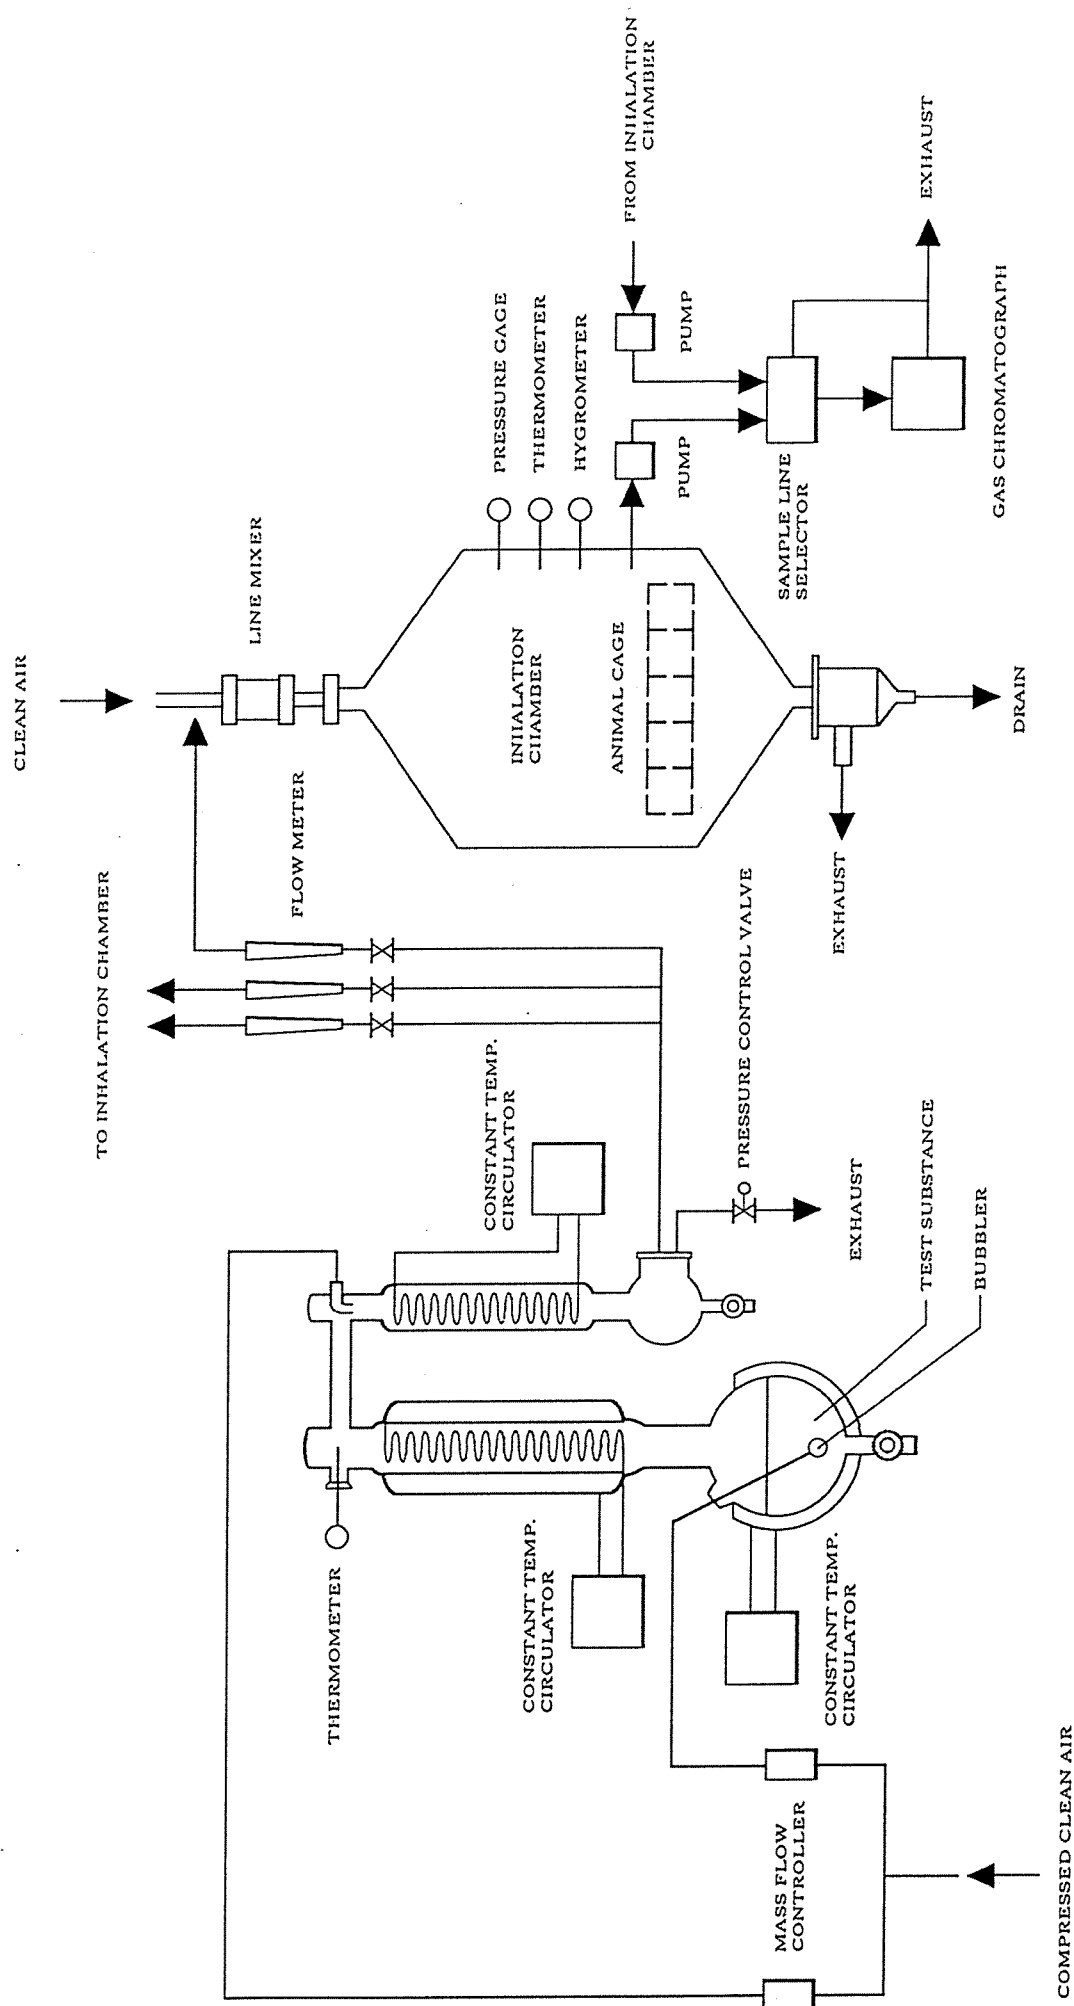 CLEAN AIR
TO INHALATION CHAMBER
LINE MIXER
FLOW METER
PRESSURE GAGE
THERMOMETER
HYGROMETER
FROM INHALATION
CHAMBER
PUMP
PUMP
INHALATION
CHAMBER
ANIMAL CAGE
SAMPLE LINE
SELECTOR
EXHAUST
GAS CHROMATOGRAPH
DRAIN
EXHAUST
PRESSURE CONTROL VALVE
CONSTANT TEMP.
CIRCULATOR
EXHAUST
TEST SUBSTANCE
BUBBLER
THERMOMETER
CONSTANT TEMP.
CIRCULATOR
CONSTANT TEMP.
CIRCULATOR
MASS FLOW
CONTROLLER
COMPRESSED CLEAN AIR